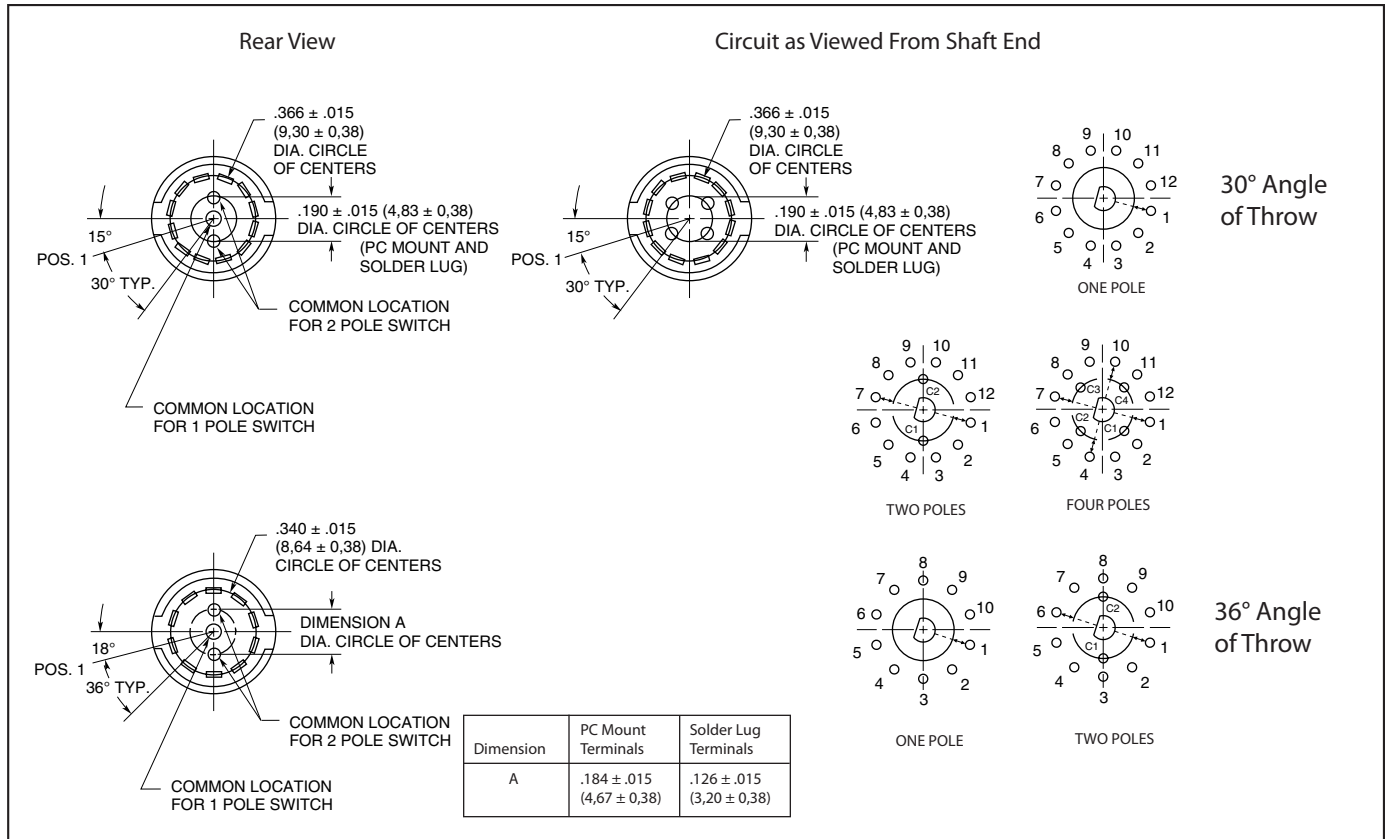 Rear View
Circuit as Viewed From Shaft End
.366 ± .015
(9,30 ± 0,38)
DIA. CIRCLE
OF CENTERS
.190 ± .015 (4,83 ± 0,38)
DIA. CIRCLE OF CENTERS
(PC MOUNT AND
SOLDER LUG)
15°
POS. 1
30° TYP.
COMMON LOCATION
FOR 2 POLE SWITCH
COMMON LOCATION
FOR 1 POLE SWITCH
.366 ± .015
(9,30 ± 0,38)
DIA. CIRCLE
OF CENTERS
.190 ± .015 (4,83 ± 0,38)
DIA. CIRCLE OF CENTERS
(PC MOUNT AND
SOLDER LUG)
15°
POS. 1
30° TYP.
9 10
8 11
7 12
6 1
5 2
4 3
ONE POLE
30° Angle
of Throw
9 10
8 11
C2
7 12
6 1
C1
5 2
4 3
TWO POLES
9 10
8 11
C3
7 C4 12
6 C2 C1 1
5 2
4 3
FOUR POLES
.340 ± .015
(8,64 ± 0,38) DIA.
CIRCLE OF CENTERS
DIMENSION A
DIA. CIRCLE OF CENTERS
18°
POS. 1
36° TYP.
COMMON LOCATION
FOR 2 POLE SWITCH
COMMON LOCATION
FOR 1 POLE SWITCH
Dimension
PC Mount
Terminals
Solder Lug
Terminals
A
.184 ± .015
(4,67 ± 0,38)
.126 ± .015
(3,20 ± 0,38)
8
7 9
6 10
5 1
4 2
3
ONE POLE
8
7 9
C2
6 10
5 C1 1
4 2
3
TWO POLES
36° Angle
of Throw